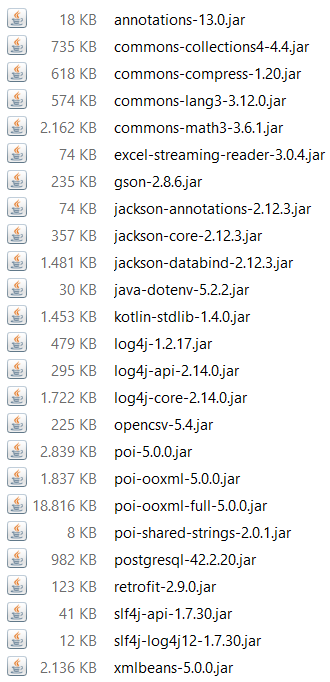 18 KB annotations-13.0.jar
735 KB commons-collections4-4.4.jar
618 KB commons-compress-1.20.jar
574 KB commons-lang3-3.12.0.jar
2.162 KB commons-math3-3.6.1.jar
74 KB excel-streaming-reader-3.0.4.jar
235 KB gson-2.8.6.jar
74 KB jackson-annotations-2.12.3.jar
357 KB jackson-core-2.12.3.jar
1.481 KB jackson-databind-2.12.3.jar
30 KB java-dotenv-5.2.2.jar
1.453 KB kotlin-stdlib-1.4.0.jar
479 KB log4j-1.2.17.jar
295 KB log4j-api-2.14.0.jar
1.722 KB log4j-core-2.14.0.jar
225 KB opencsv-5.4.jar
2.839 KB poi-5.0.0.jar
1.837 KB poi-ooxml-5.0.0.jar
18.816 KB poi-ooxml-full-5.0.0.jar
8 KB poi-shared-strings-2.0.1.jar
982 KB postgresql-42.2.20.jar
123 KB retrofit-2.9.0.jar
41 KB slf4j-api-1.7.30.jar
12 KB slf4j-log4j12-1.7.30.jar
2.136 KB xmlbeans-5.0.0.jar